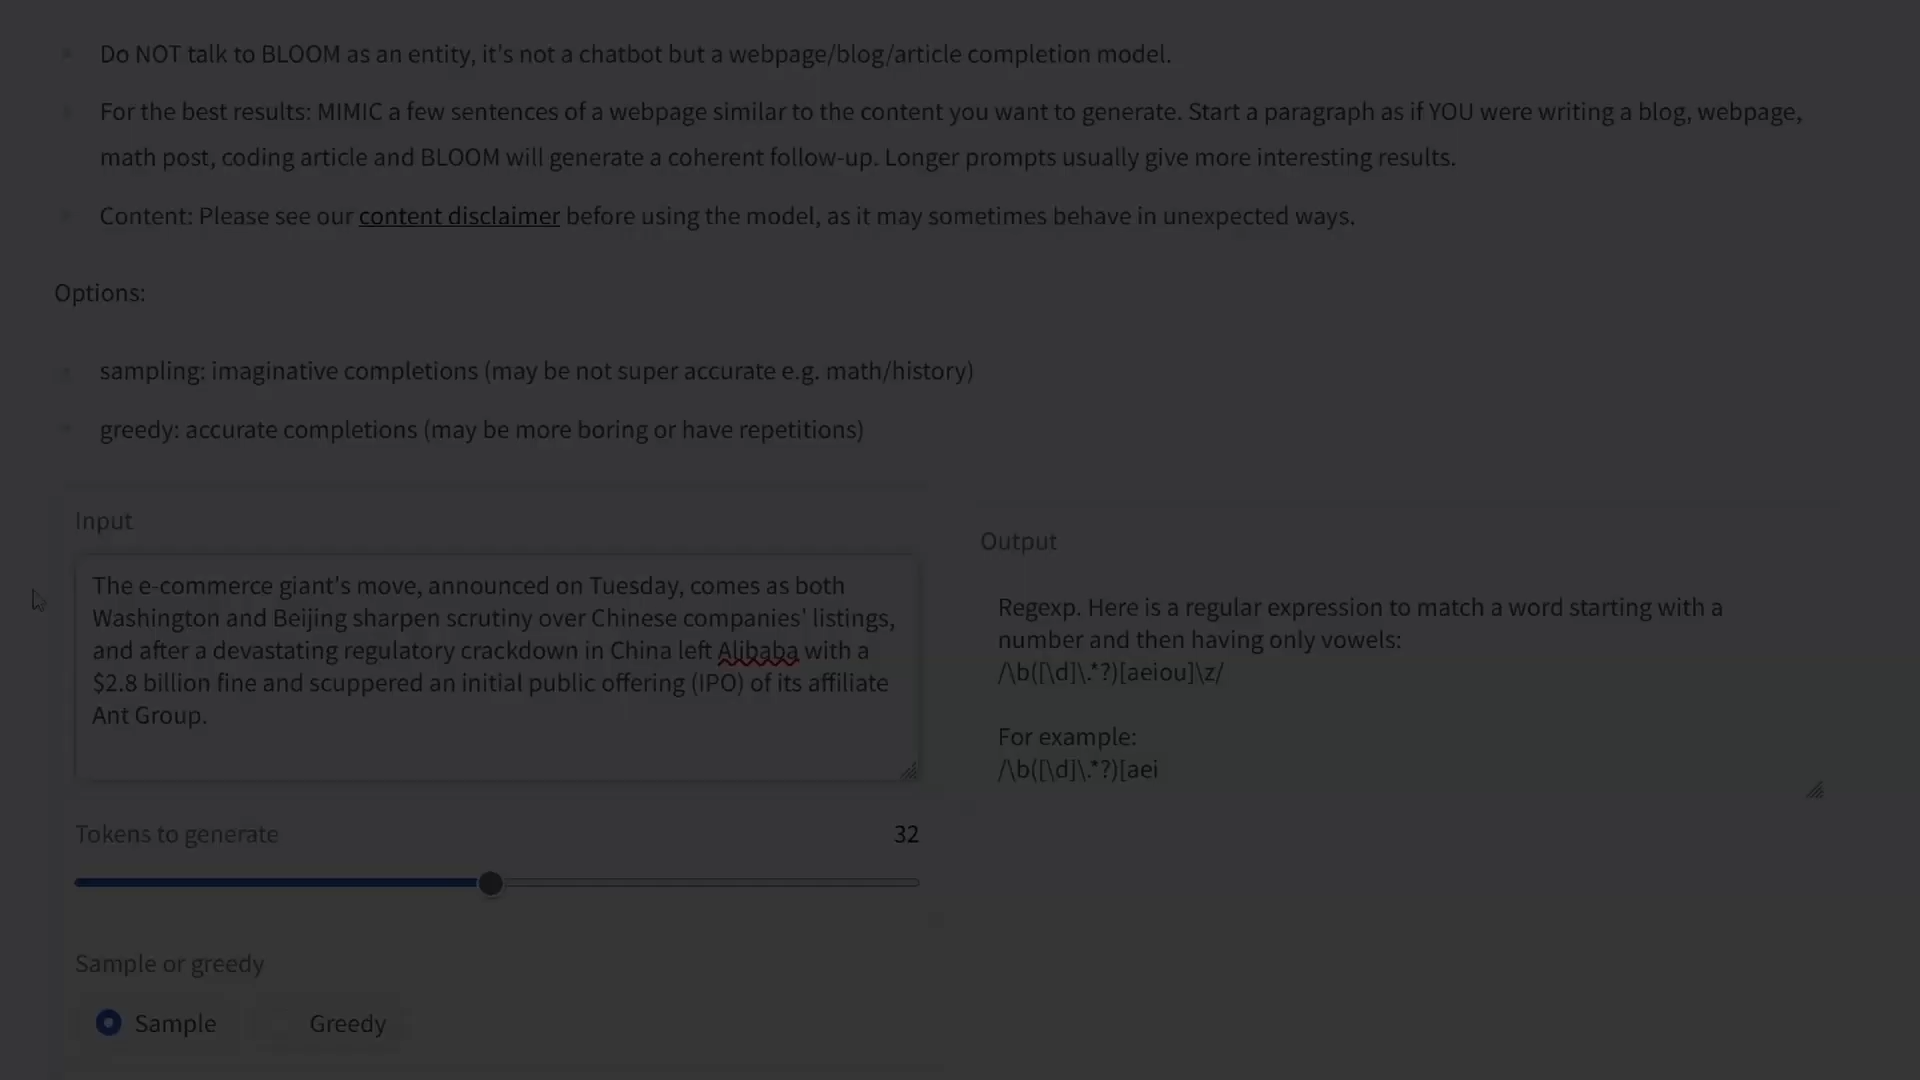 Do NOT talk to BLOOM as an entity, it's not a chatbot but a webpage/blog/article completion model.
For the best results: MIMIC a few sentences of a webpage similar to the content you want to generate. Start a paragraph as if YOU were writing a blog, webpage,
math post, coding article and BLOOM will generate a coherent follow-up. Longer prompts usually give more interesting results.
Content: Please see our content disclaimer before using the model, as it may sometimes behave in unexpected ways.
Options:
sampling: imaginative completions (may be not super accurate e.g. math/history)
greedy: accurate completions (may be more boring or have repetitions)
Input
The e-commerce giant's move, announced on Tuesday, comes as both
Washington and Beijing sharpen scrutiny over Chinese companies' listings,
and after a devastating regulatory crackdown in China left Alibaba with a
$2.8 billion fine and scuppered an initial public offering (IPO) of its affiliate
Ant Group.
Output
Regexp. Here is a regular expression to match a word starting with a
number and then having only vowels:
/\b([\d]\.*?)[aeiou]\z/
For example:
/\b([\d]\.*?)[aei
Tokens to generate
32
Sample or greedy
Sample
Greedy